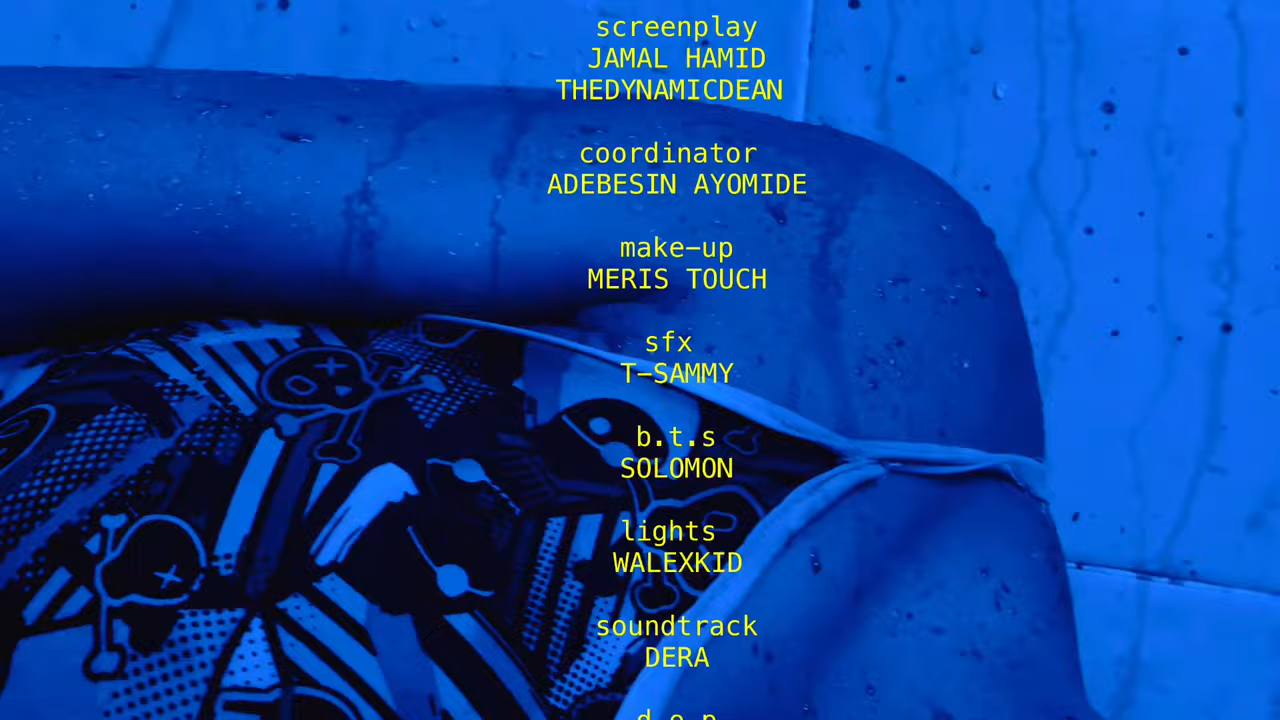 screenplay
JAMAL HAMID
THEDYNAMICDEAN
coordinator
ADEBESIN AYOMIDE
make-up
MERIS TOUCH
sfx
T-SAMMY
b.t.s
SOLOMON
lights
WALEXKID
soundtrack
DERA
d.o.p